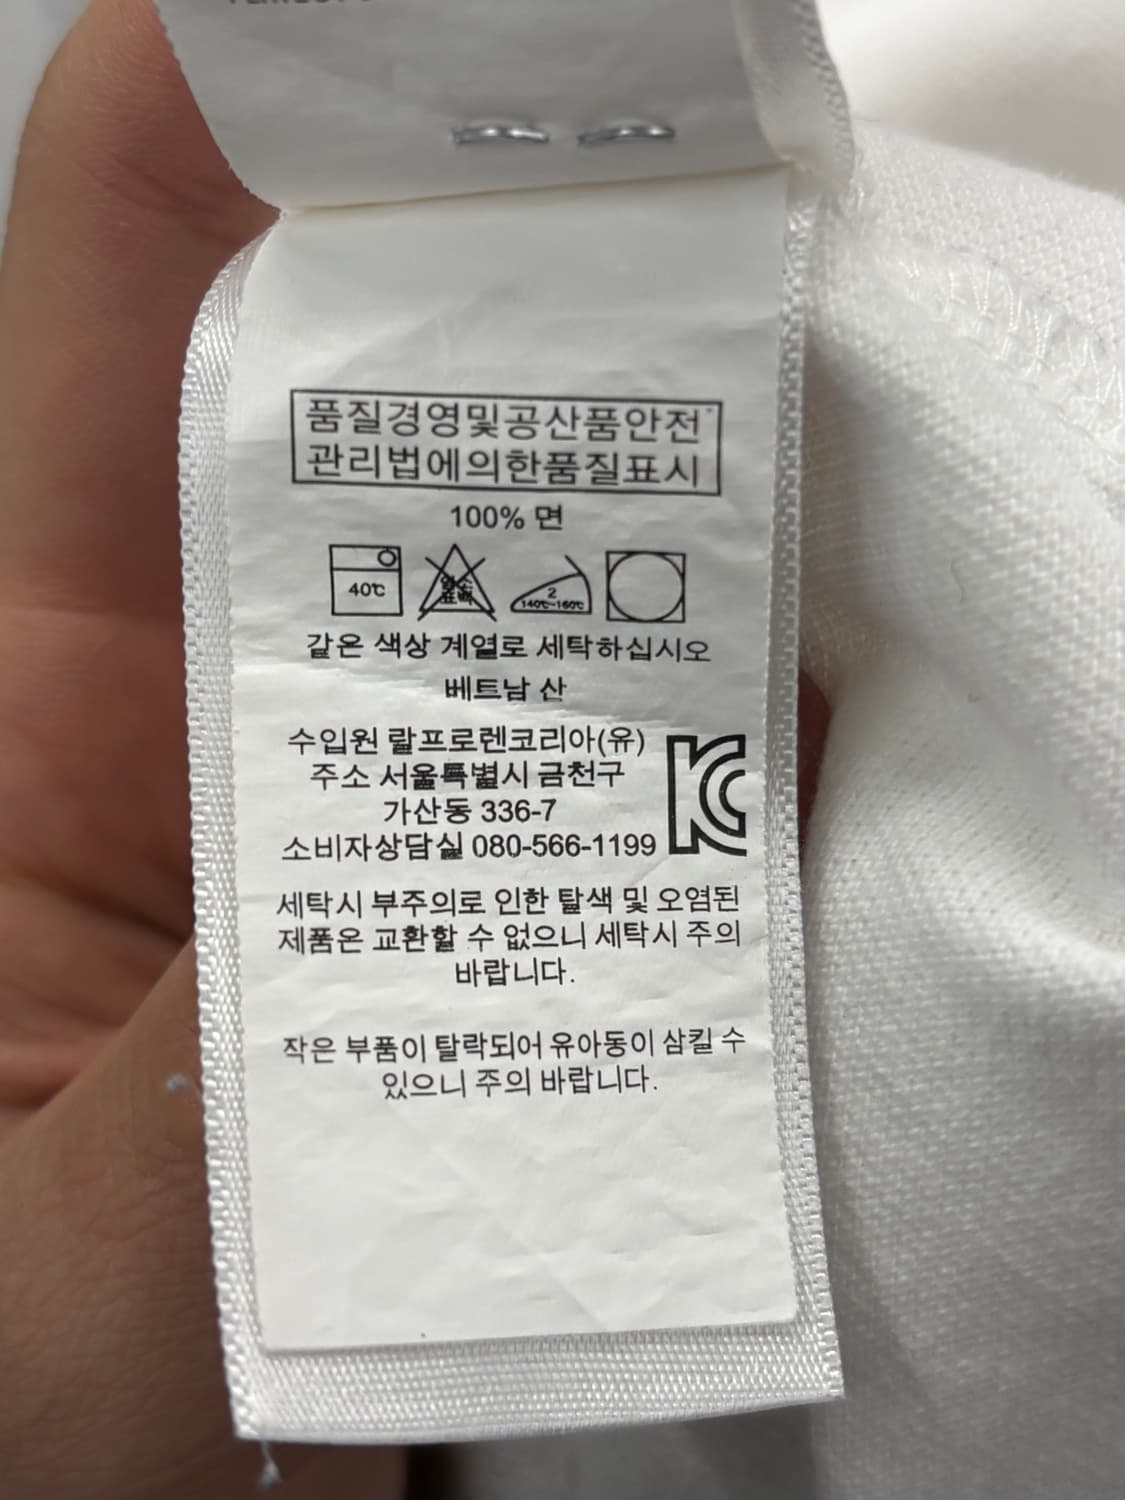 품질경영및공산품안전
관리법에의한품질표시
100% 면
40℃
염소
표백
2
140℃~160℃
같은 색상 계열로 세탁하십시오
베트남 산
수입원 랄프로렌코리아(유)
주소 서울특별시 금천구
가산동 336-7
소비자상담실 080-566-1199
세탁시 부주의로 인한 탈색 및 오염된
제품은 교환할 수 없으니 세탁시 주의
바랍니다.
작은 부품이 탈락되어 유아동이 삼킬 수
있으니 주의 바랍니다.